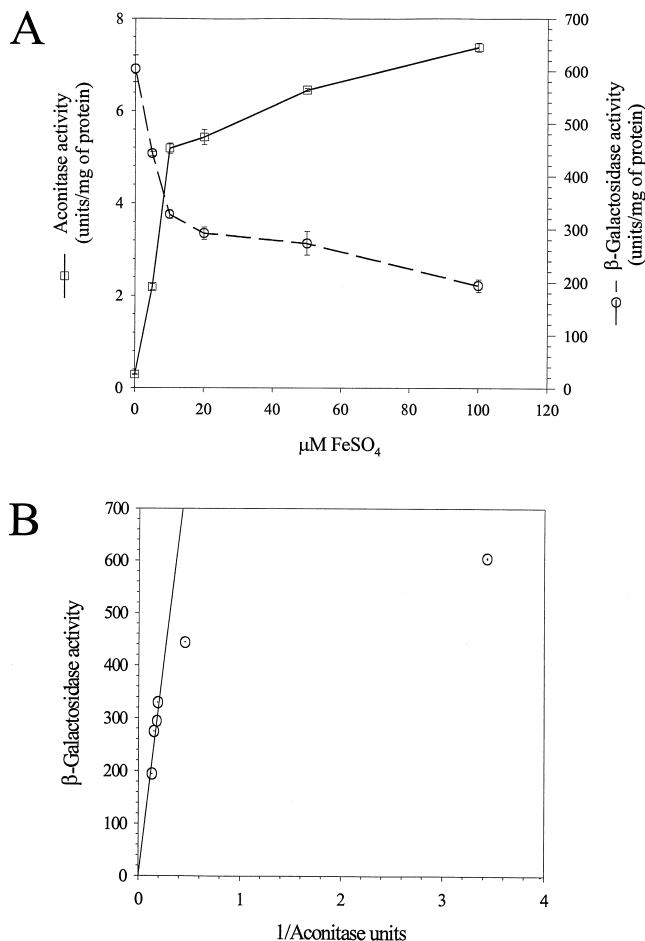 A
8
6
4
2
0
700
600
500
400
300
200
100
0
Aconitase activity
(units/mg of protein)
β-Galactosidase activity
(units/mg of protein)
0 20 40 60 80 100 120
μM FeSO4
B
700
600
500
400
300
200
100
0
β-Galactosidase activity
0 1 2 3 4
1/Aconitase units